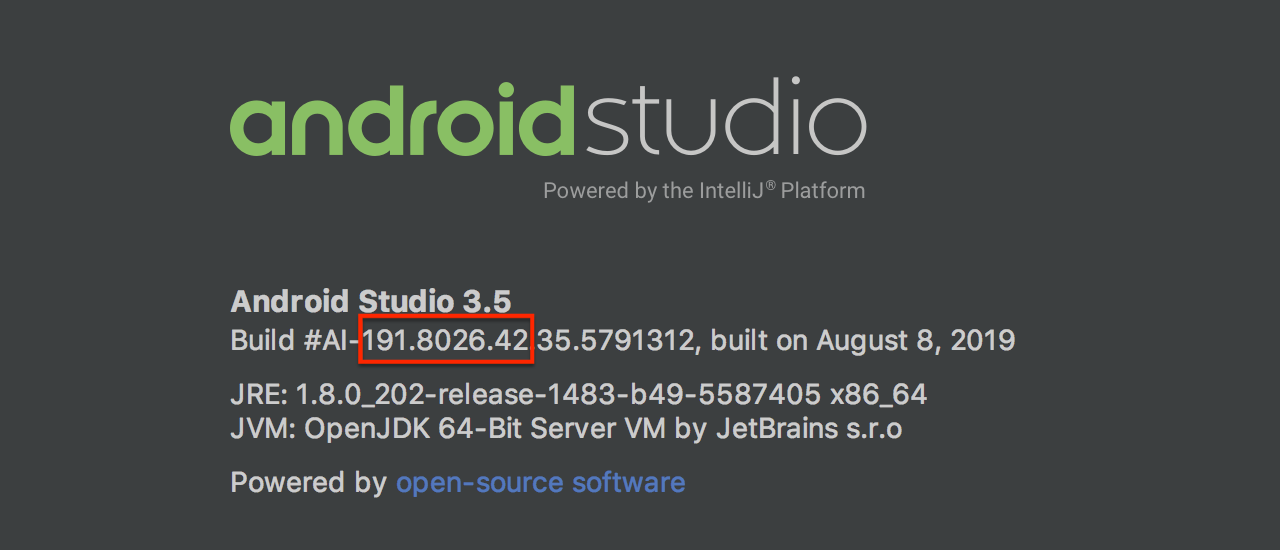 androidstudio
Powered by the IntelliJ® Platform
Android Studio 3.5
Build #AI-191.8026.42.35.5791312, built on August 8, 2019
JRE: 1.8.0_202-release-1483-b49-5587405 x86_64
JVM: OpenJDK 64-Bit Server VM by JetBrains s.r.o
Powered by open-source software